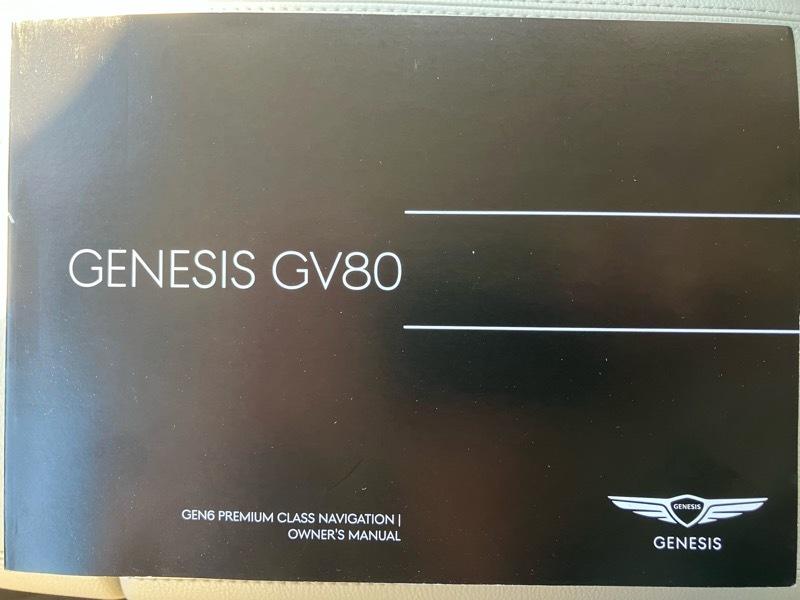 GENESIS GV80
GEN6 PREMIUM CLASS NAVIGATION |
OWNER'S MANUAL
GENESIS
GENESIS